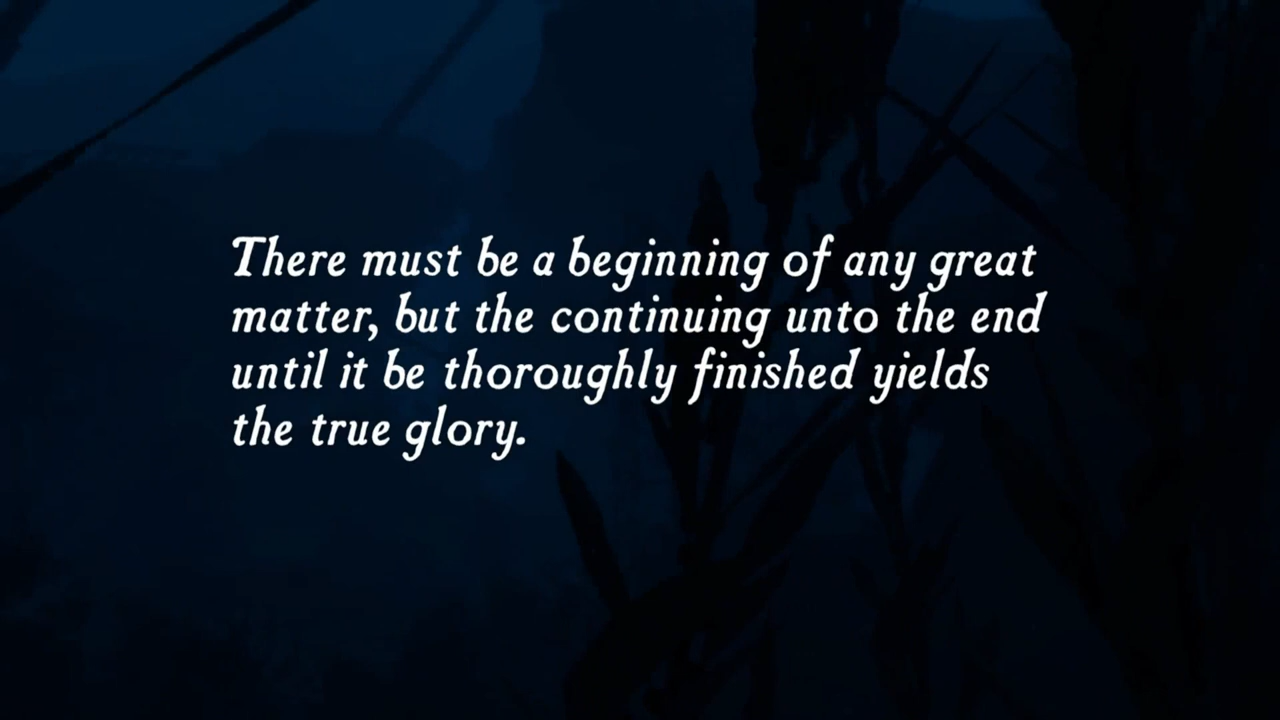 There must be a beginning of any great
matter, but the continuing unto the end
until it be thoroughly finished yields
the true glory.